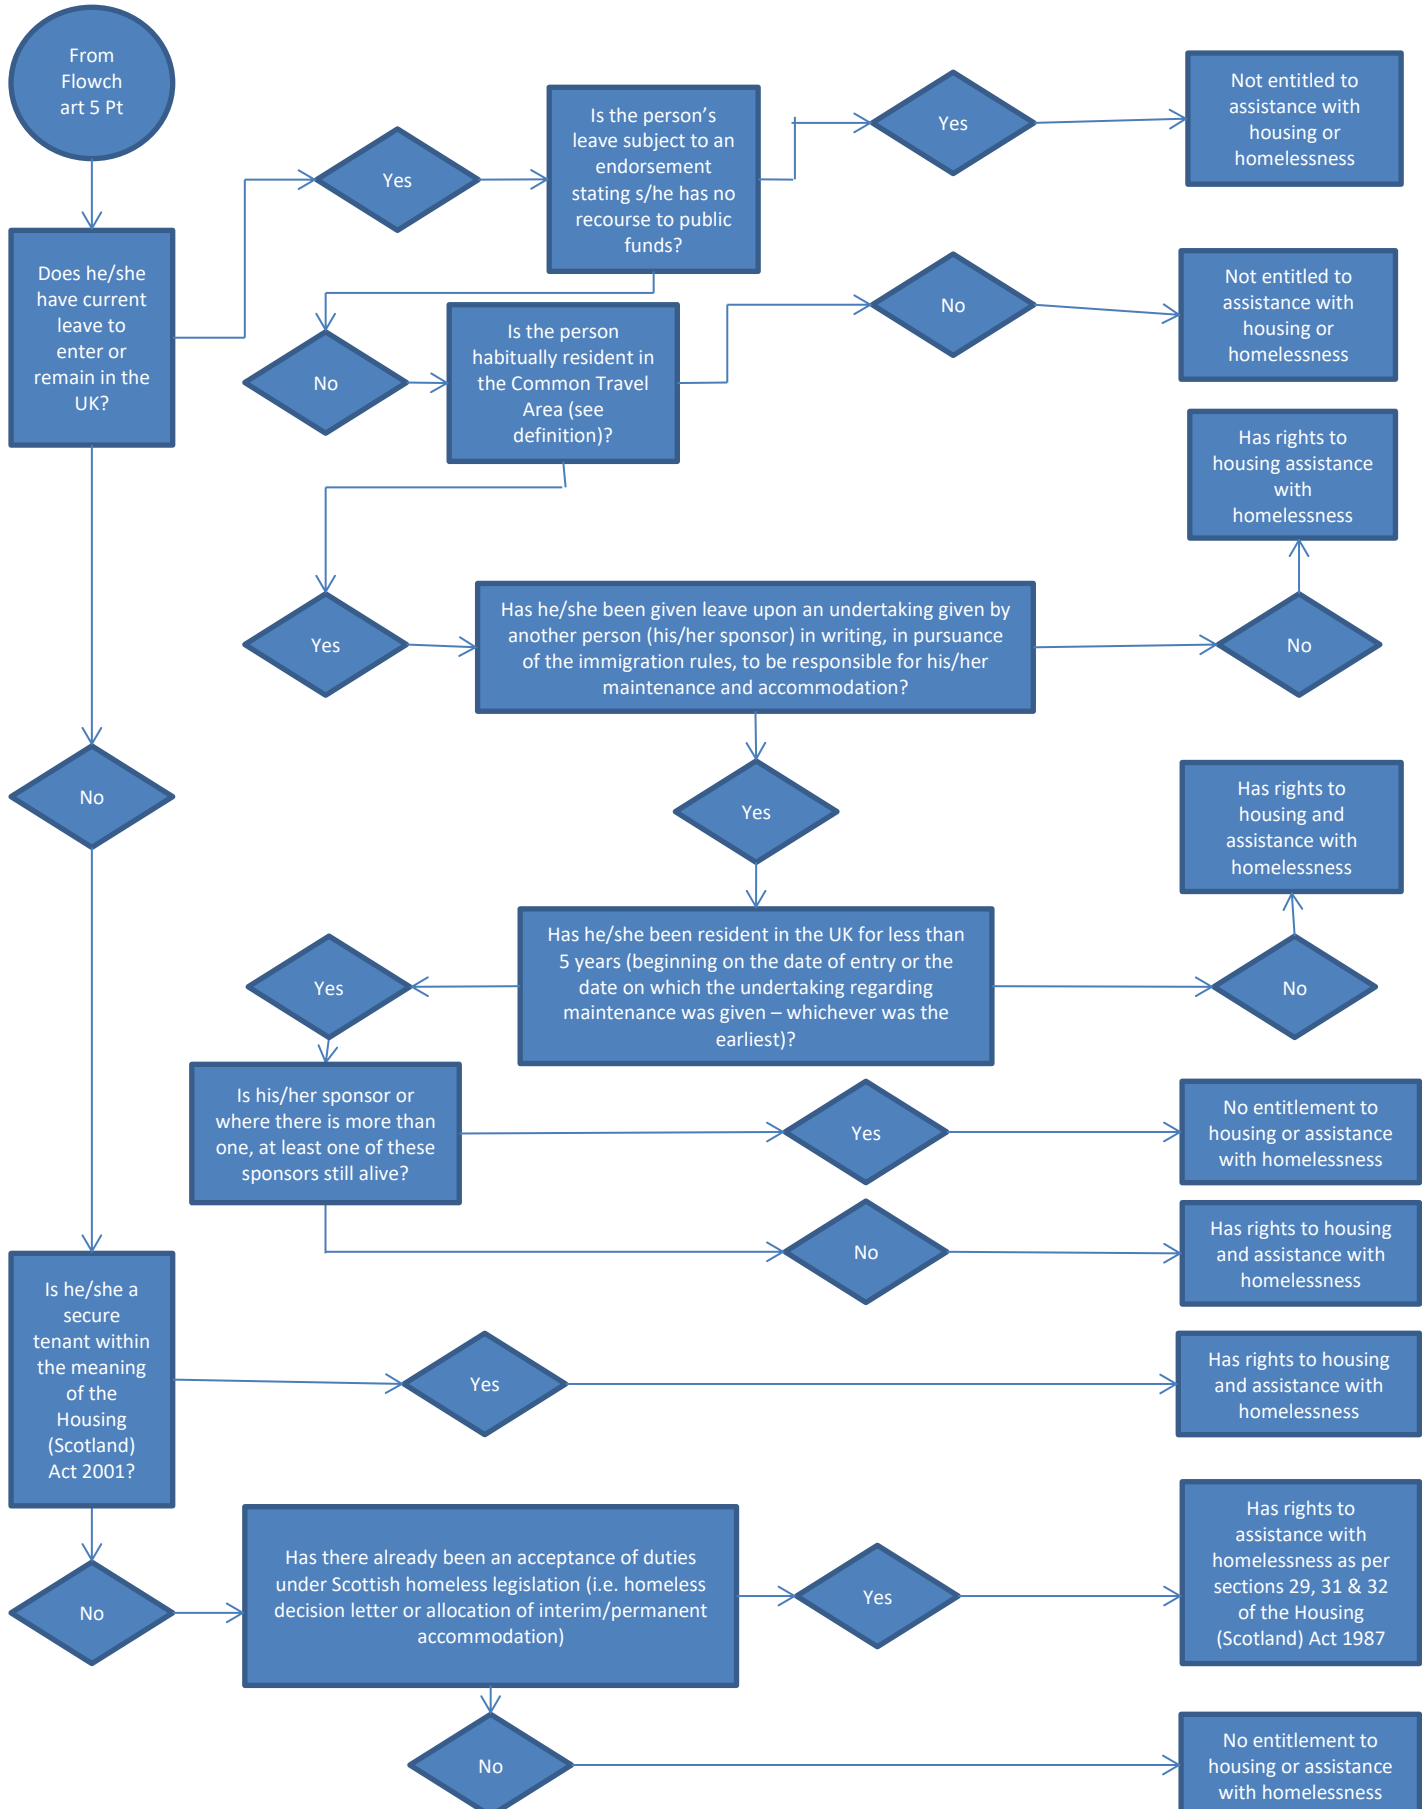 From
Flowch
art 5 Pt
Does he/she
have current
leave to
enter or
remain in the
UK?
Yes
Is the person’s
leave subject to an
endorsement
stating s/he has no
recourse to public
funds?
Yes
Not entitled to
assistance with
housing or
homelessness
No
Is the person
habitually resident in
the Common Travel
Area (see
definition)?
No
Not entitled to
assistance with
housing or
homelessness
Yes
Has he/she been given leave upon an undertaking given by
another person (his/her sponsor) in writing, in pursuance
of the immigration rules, to be responsible for his/her
maintenance and accommodation?
No
Has rights to
housing assistance
with
homelessness
Yes
Has he/she been resident in the UK for less than
5 years (beginning on the date of entry or the
date on which the undertaking regarding
maintenance was given – whichever was the
earliest)?
No
Has rights to
housing and
assistance with
homelessness
Yes
Is his/her sponsor or
where there is more than
one, at least one of these
sponsors still alive?
Yes
No entitlement to
housing or assistance
with homelessness
No
Has rights to housing
and assistance with
homelessness
No
Is he/she a
secure
tenant within
the meaning
of the
Housing
(Scotland)
Act 2001?
Yes
Has rights to housing
and assistance with
homelessness
No
Has there already been an acceptance of duties
under Scottish homeless legislation (i.e. homeless
decision letter or allocation of interim/permanent
accommodation)
Yes
Has rights to
assistance with
homelessness as per
sections 29, 31 & 32
of the Housing
(Scotland) Act 1987
No
No entitlement to
housing or assistance
with homelessness